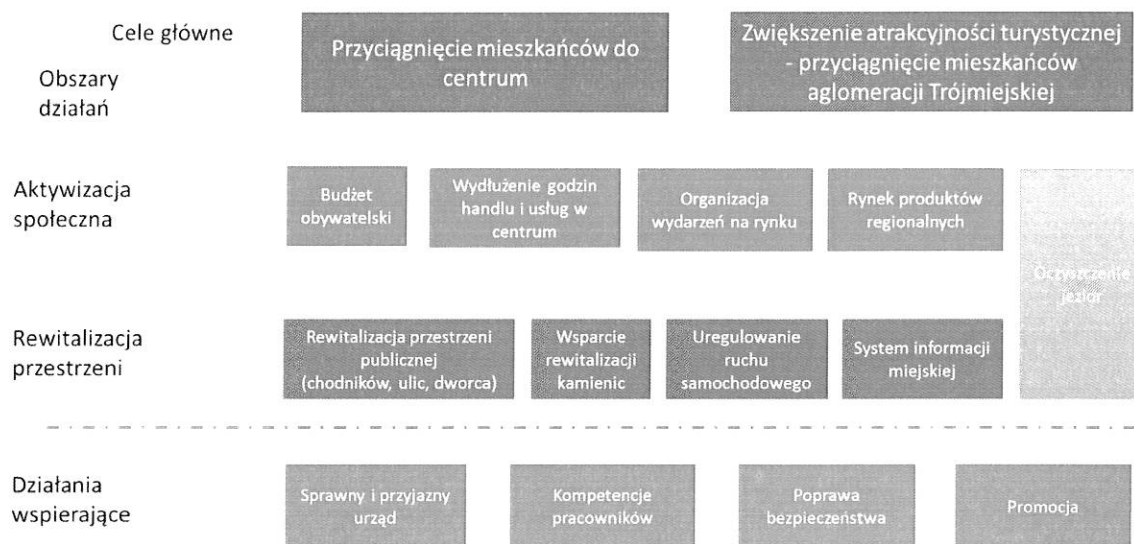 Cele główne
Obszary
działań
Przyciągnięcie mieszkańców do
centrum
Zwiększenie atrakcyjności turystycznej
- przyciągnięcie mieszkańców
aglomeracji Trójmiejskiej
Aktywizacja
społeczna
Budżet
obywatelski
Wydłużenie godzin
handlu i usług w
centrum
Organizacja
wydarzeń na rynku
Rynek produktów
regionalnych
Oczyszczenie
jezior
Rewitalizacja
przestrzeni
Rewitalizacja przestrzeni
publicznej
(chodników, ulic, dworca)
Wsparcie
rewitalizacji
kamienic
Uregulowanie
ruchu
samochodowego
System informacji
miejskiej
Działania
wspierające
Sprawny i przyjazny
urząd
Kompetencje
pracowników
Poprawa
bezpieczeństwa
Promocja